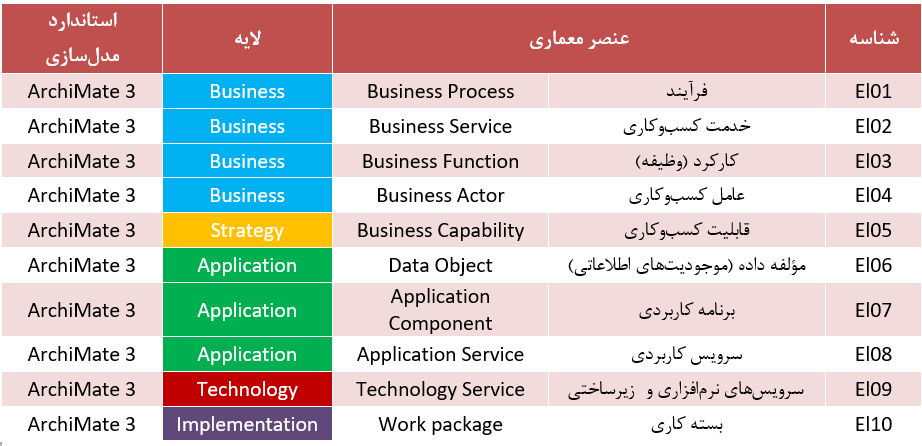 شناسه عنصر معماری لایه استاندارد مدل‌سازی
El01 فرآیند Business Process Business ArchiMate 3
El02 خدمت کسب‌وکاری Business Service Business ArchiMate 3
El03 کارکرد (وظیفه) Business Function Business ArchiMate 3
El04 عامل کسب‌وکاری Business Actor Business ArchiMate 3
El05 قابلیت کسب‌وکاری Business Capability Strategy ArchiMate 3
El06 مؤلفه داده (موجودیت‌های اطلاعاتی) Data Object Application ArchiMate 3
El07 برنامه کاربردی Application Component Application ArchiMate 3
El08 سرویس کاربردی Application Service Application ArchiMate 3
El09 سرویس‌های نرم‌افزاری و زیرساختی Technology Service Technology ArchiMate 3
El10 بسته کاری Work package Implementation ArchiMate 3